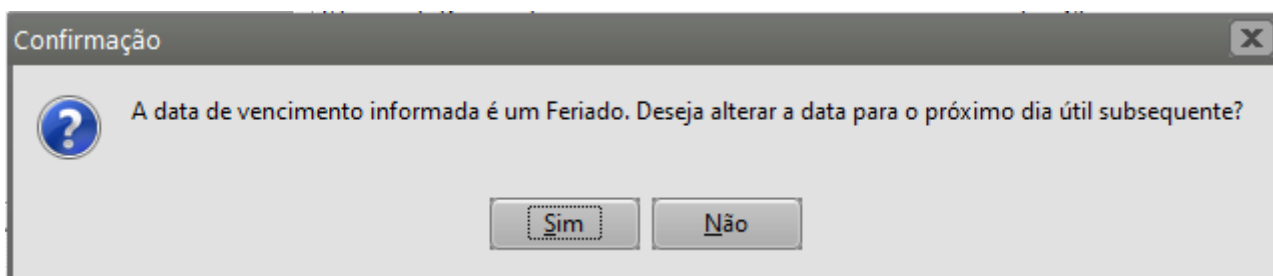 Confirmação
A data de vencimento informada é um Feriado. Deseja alterar a data para o próximo dia útil subsequente?
Sim
Não